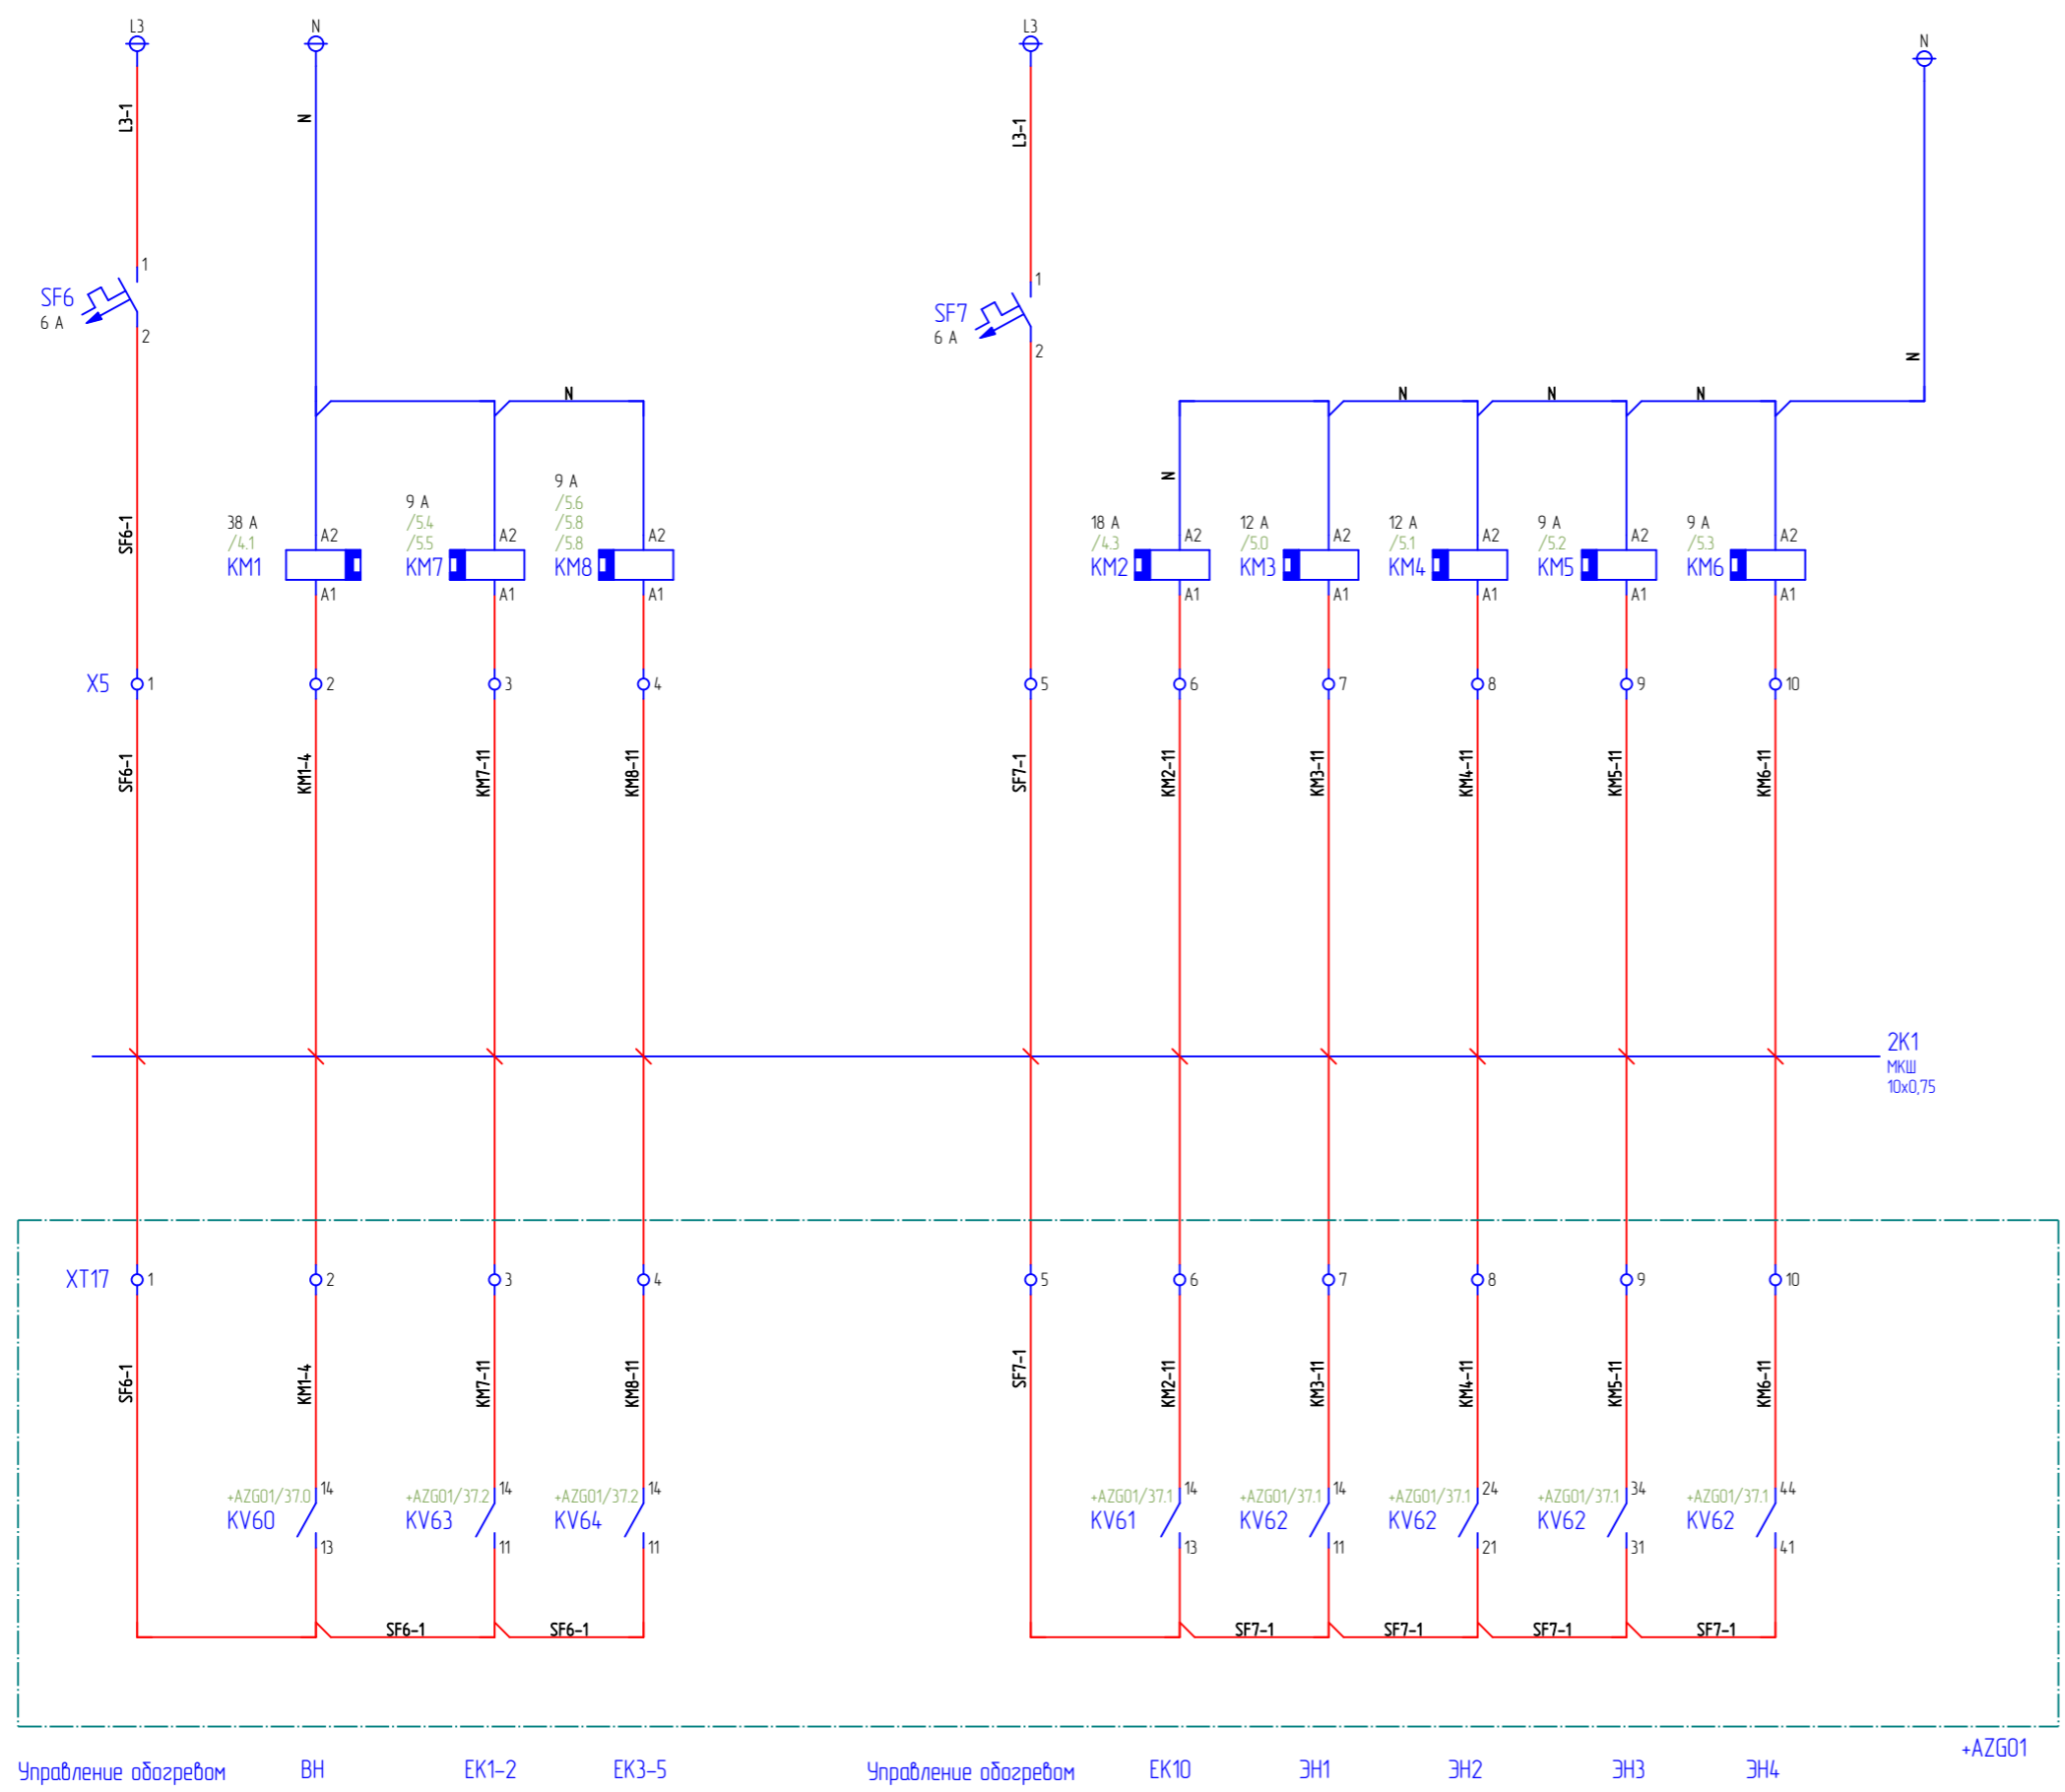 L3
N
L3
N
L3-1
N
L3-1
1
SF6
6 A
2
1
SF7
6 A
2
N
N
N
N
N
N
SF6-1
38 A
/4.1
KM1
A2
A1
9 A
/5.4
/5.5
KM7
A2
A1
9 A
/5.6
/5.8
/5.8
KM8
A2
A1
18 A
/4.3
KM2
A2
A1
12 A
/5.0
KM3
A2
A1
12 A
/5.1
KM4
A2
A1
9 A
/5.2
KM5
A2
A1
9 A
/5.3
KM6
A2
A1
X5 1 2 3 4 5 6 7 8 9 10
SF6-1
KM1-4
KM7-11
KM8-11
SF7-1
KM2-11
KM3-11
KM4-11
KM5-11
KM6-11
2K1
МКШ
10x0,75
XT17 1 2 3 4 5 6 7 8 9 10
SF6-1
KM1-4
KM7-11
KM8-11
SF7-1
KM2-11
KM3-11
KM4-11
KM5-11
KM6-11
+AZG01/37.0
KV60
14
13
+AZG01/37.2
KV63
14
11
+AZG01/37.2
KV64
14
11
+AZG01/37.1
KV61
14
13
+AZG01/37.1
KV62
14
11
+AZG01/37.1
KV62
24
21
+AZG01/37.1
KV62
34
31
+AZG01/37.1
KV62
44
41
SF6-1
SF6-1
SF7-1
SF7-1
SF7-1
SF7-1
+AZG01
Управление обогревом
ВН
ЕК1-2
ЕК3-5
Управление обогревом
ЕК10
ЭН1
ЭН2
ЭН3
ЭН4